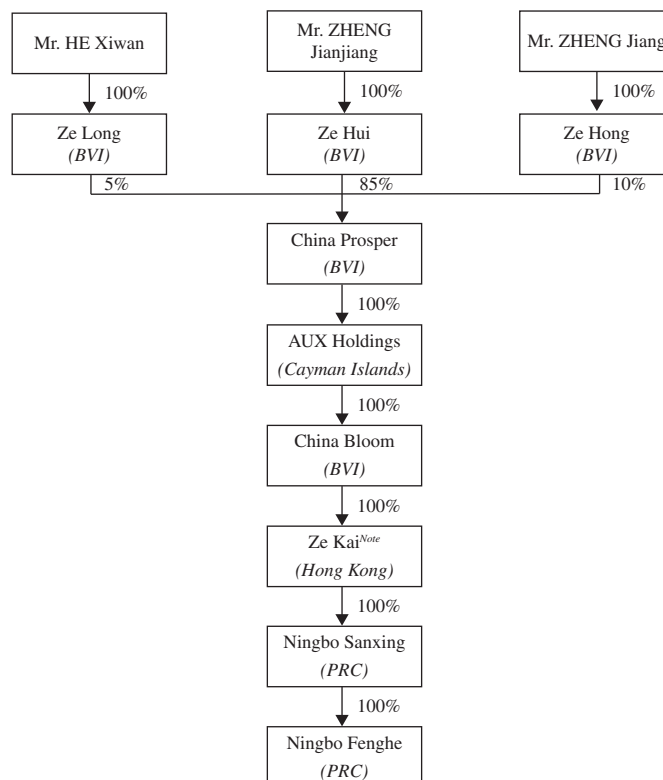 Mr. HE Xiwan
Mr. ZHENG
Jianjiang
Mr. ZHENG Jiang
100%
100%
100%
Ze Long
(BVI)
Ze Hui
(BVI)
Ze Hong
(BVI)
5%
85%
10%
China Prosper
(BVI)
100%
AUX Holdings
(Cayman Islands)
100%
China Bloom
(BVI)
100%
Ze KaiNote
(Hong Kong)
100%
Ningbo Sanxing
(PRC)
100%
Ningbo Fenghe
(PRC)